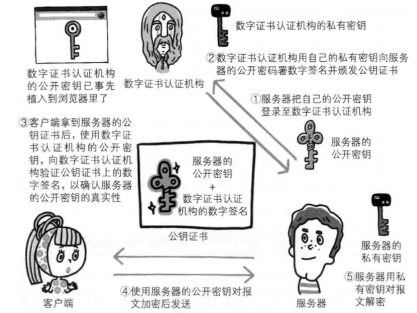 数字证书认证机构
的公开密钥已事先
植入到浏览器里了
数字证书认证机构
数字证书认证机构的私有密钥
②数字证书认证机构用自己的私有密钥向服务
器的公开密码署数字签名并颁发公钥证书
①服务器把自己的公开密钥
登录至数字证书认证机构
服务器的
公开密钥
③客户端拿到服务器的公
钥证书后，使用数字证
书认证机构的公开密
钥，向数字证书认证机
构验证公钥证书上的数
字签名，以确认服务器
的公开密钥的真实性
服务器的
公开密钥
+
数字证书认证
机构的数字签名
公钥证书
服务器的
私有密钥
④使用服务器的公开密钥对报
文加密后发送
⑤服务器用私
有密钥对报
文解密
客户端
服务器